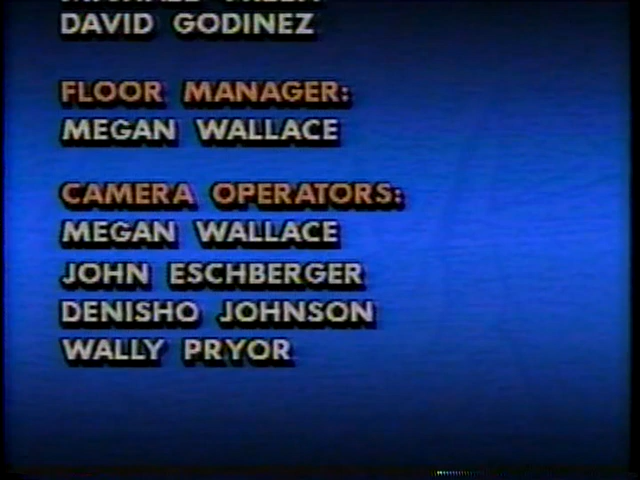 DAVID GODINEZ
FLOOR MANAGER:
MEGAN WALLACE
CAMERA OPERATORS:
MEGAN WALLACE
JOHN ESCHBERGER
DENISHO JOHNSON
WALLY PRYOR